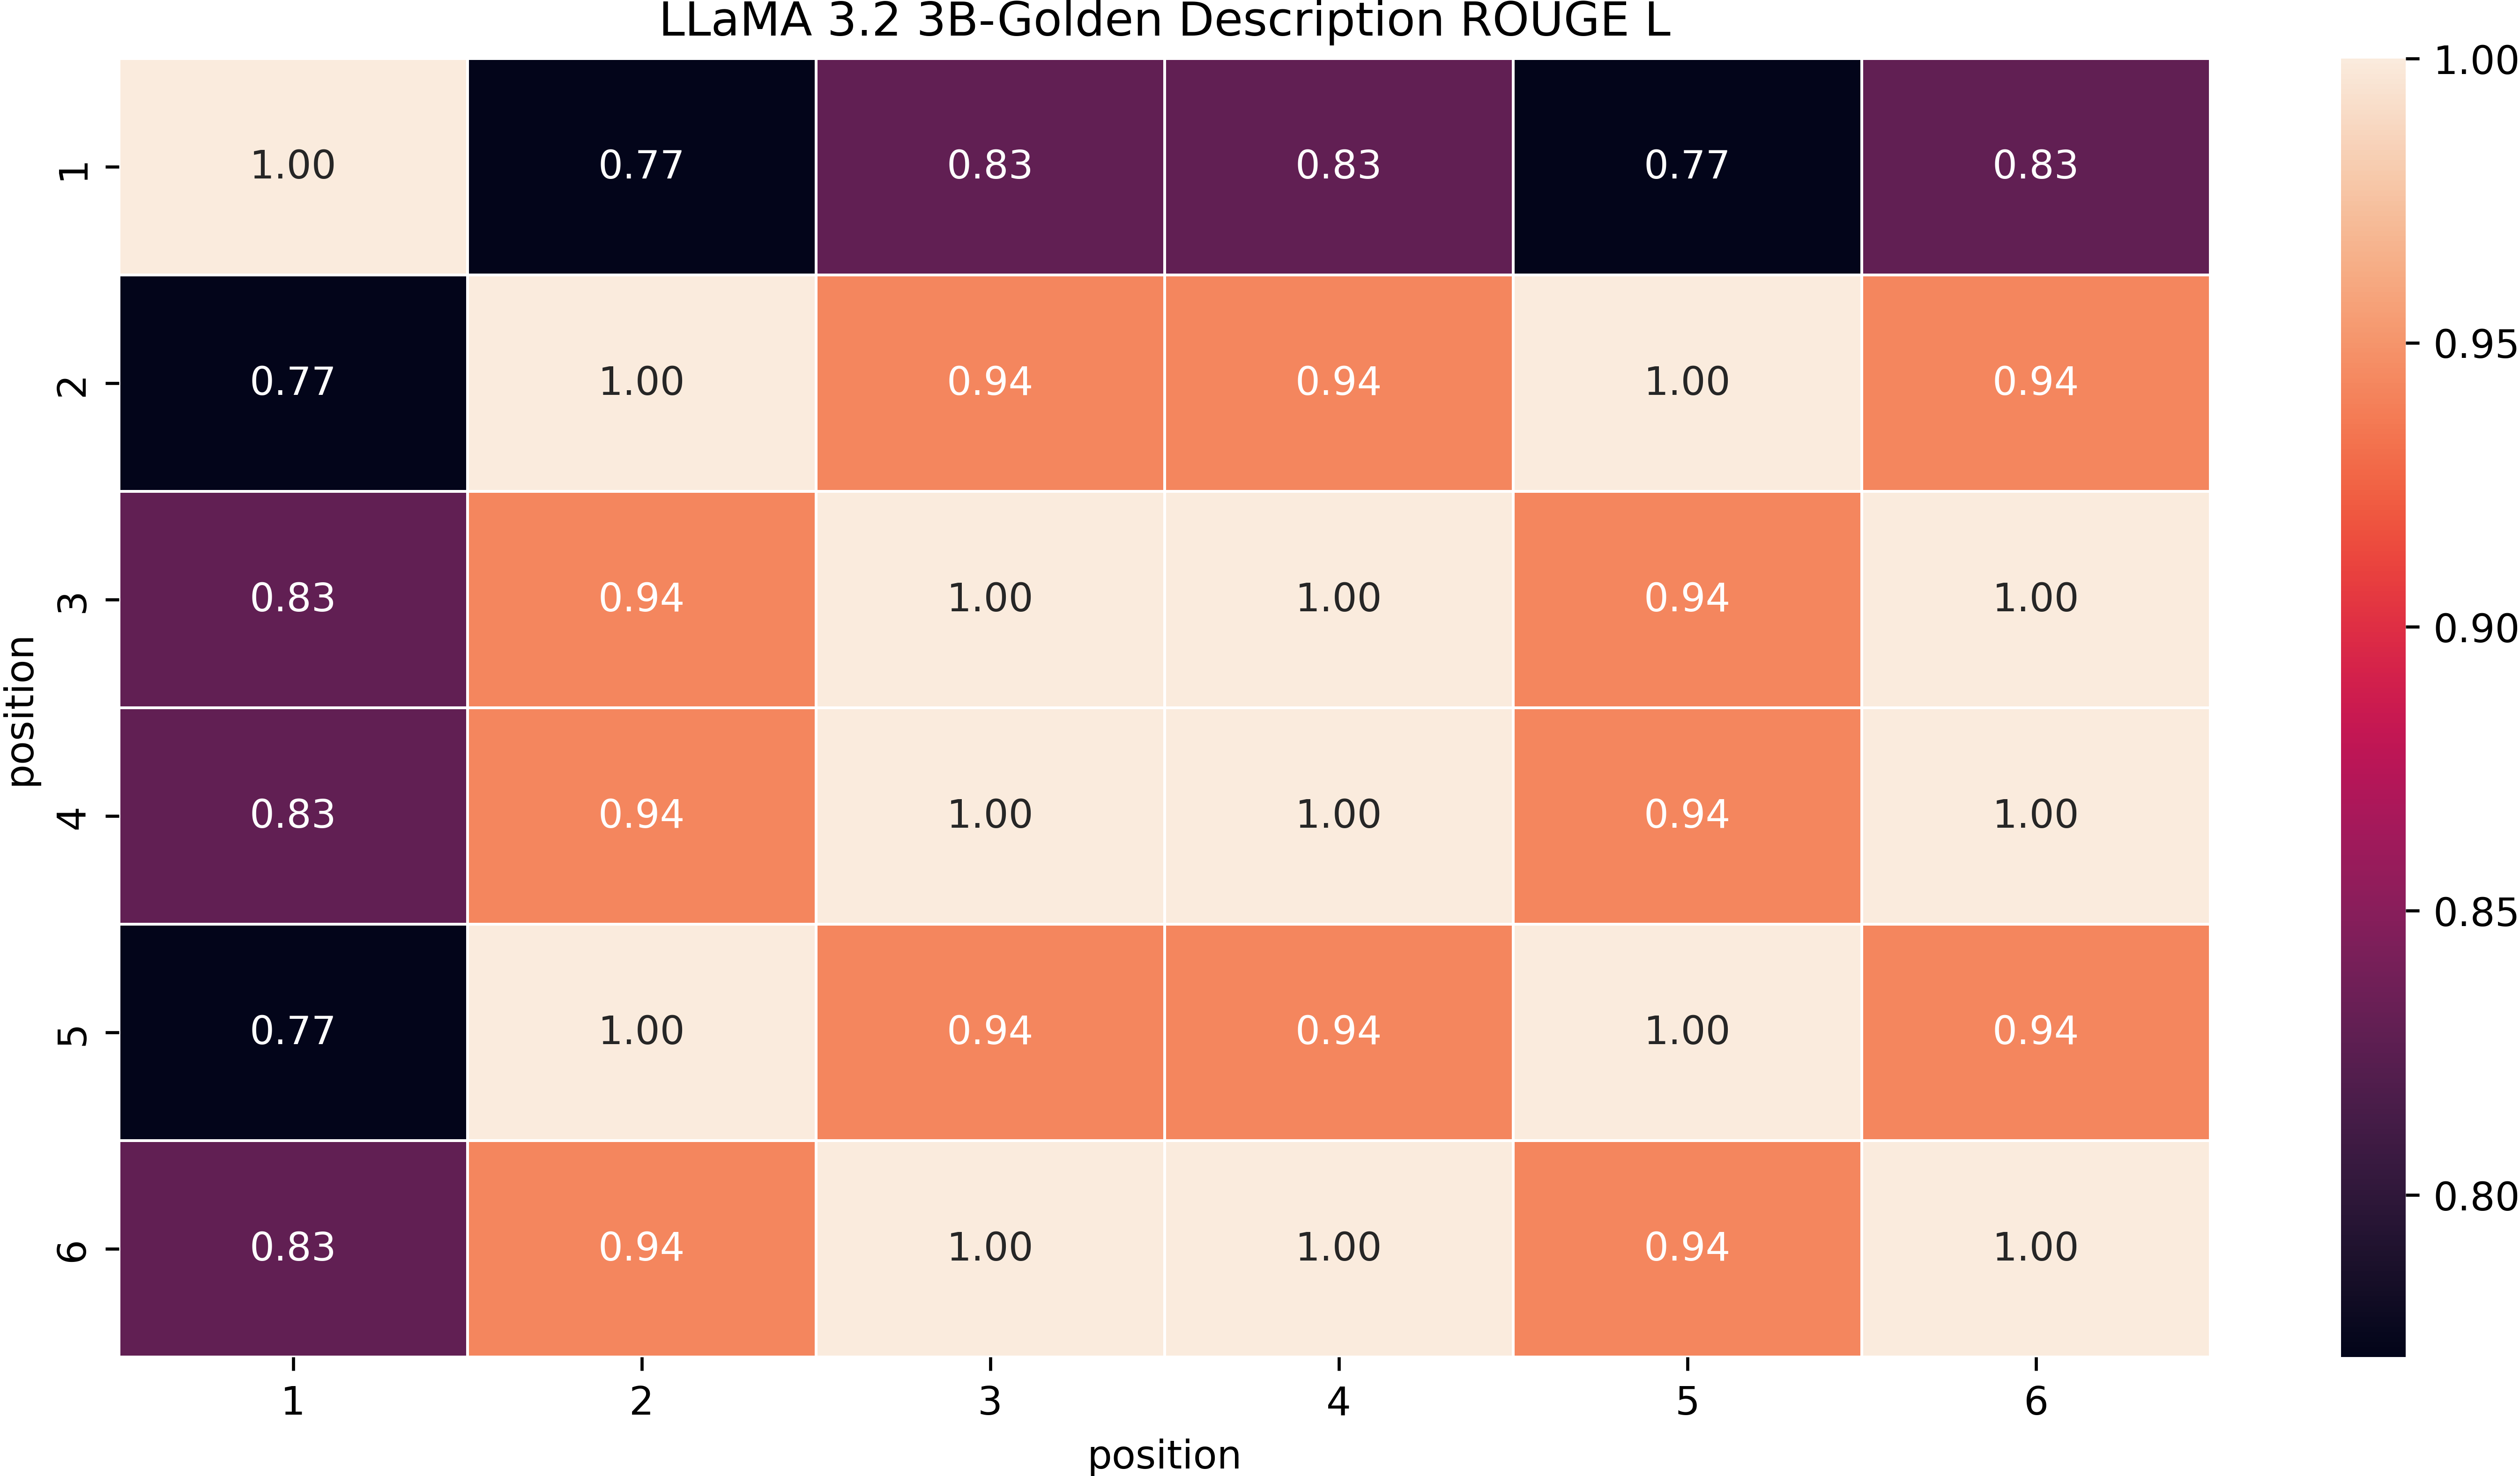 LLaMA 3.2 3B-Golden Description ROUGE L
1.00
1 1.00 0.77 0.83 0.83 0.77 0.83
2 0.77 1.00 0.94 0.94 1.00 0.94
0.95
3 0.83 0.94 1.00 1.00 0.94 1.00
0.90
position
4 0.83 0.94 1.00 1.00 0.94 1.00
0.85
5 0.77 1.00 0.94 0.94 1.00 0.94
0.80
6 0.83 0.94 1.00 1.00 0.94 1.00
1 2 3 4 5 6
position